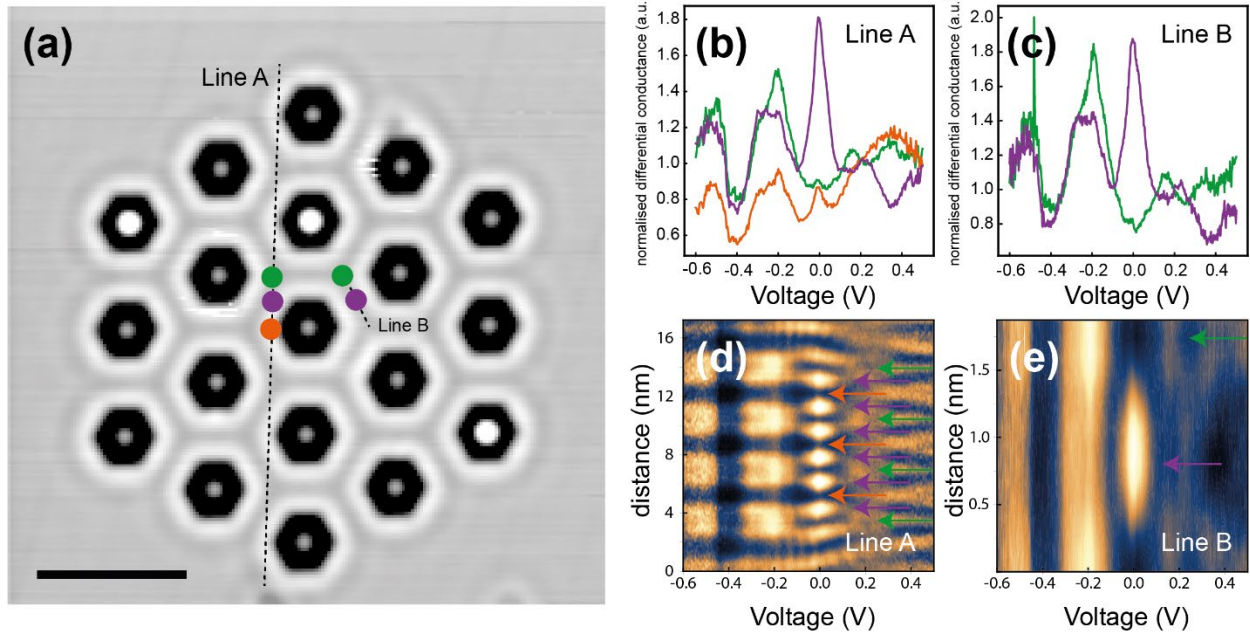 (a)
Line A
Line B
(b)
Line A
normalised differential conductance (a.u.)
1.8
1.6
1.4
1.2
1.0
0.8
0.6
-0.6
-0.4
-0.2
0.0
0.2
0.4
Voltage (V)
(c)
Line B
normalised differential conductance (a.u.)
2.0
1.8
1.6
1.4
1.2
1.0
0.8
0.6
-0.6
-0.4
-0.2
0.0
0.2
0.4
Voltage (V)
(d)
Line A
distance (nm)
16
12
8
4
0
-0.6
-0.4
-0.2
0.0
0.2
0.4
Voltage (V)
(e)
Line B
distance (nm)
1.5
1.0
0.5
-0.6
-0.4
-0.2
0.0
0.2
0.4
Voltage (V)